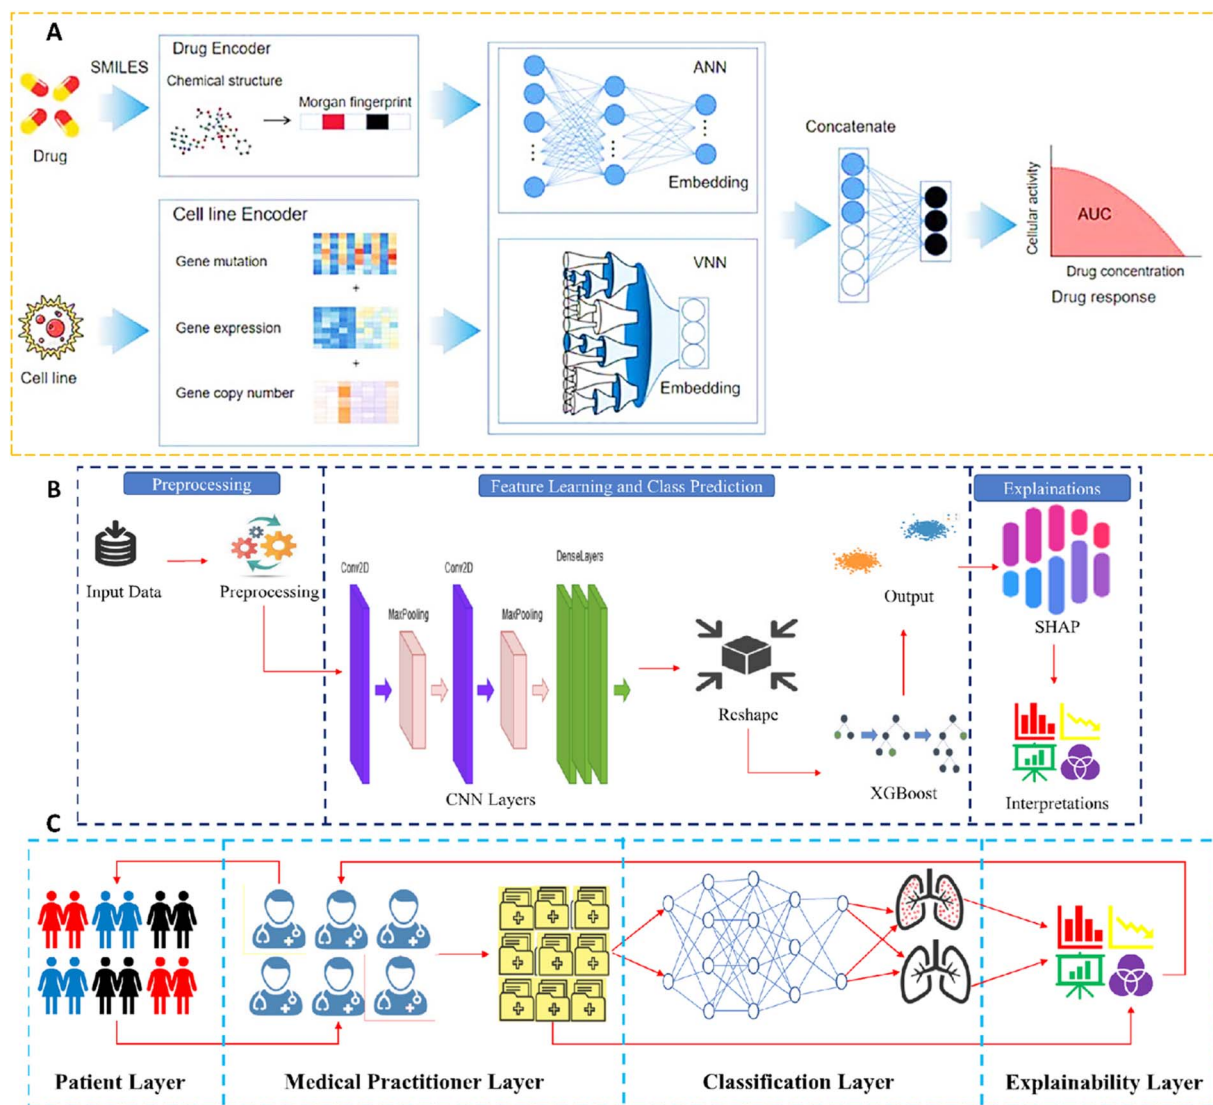 A
SMILES
Drug
Drug Encoder
Chemical structure
Morgan fingerprint
ANN
Embedding
Cell line
Cell line Encoder
Gene mutation
+
Gene expression
+
Gene copy number
VNN
Embedding
Concatenate
Cellular activity
AUC
Drug concentration
Drug response
B
Preprocessing
Input Data
Preprocessing
Feature Learning and Class Prediction
Conv2D
MaxPooling
Conv2D
MaxPooling
DenseLayers
CNN Layers
Reshape
XGBoost
Output
Explainations
SHAP
Interpretations
C
Patient Layer
Medical Practitioner Layer
Classification Layer
Explainability Layer